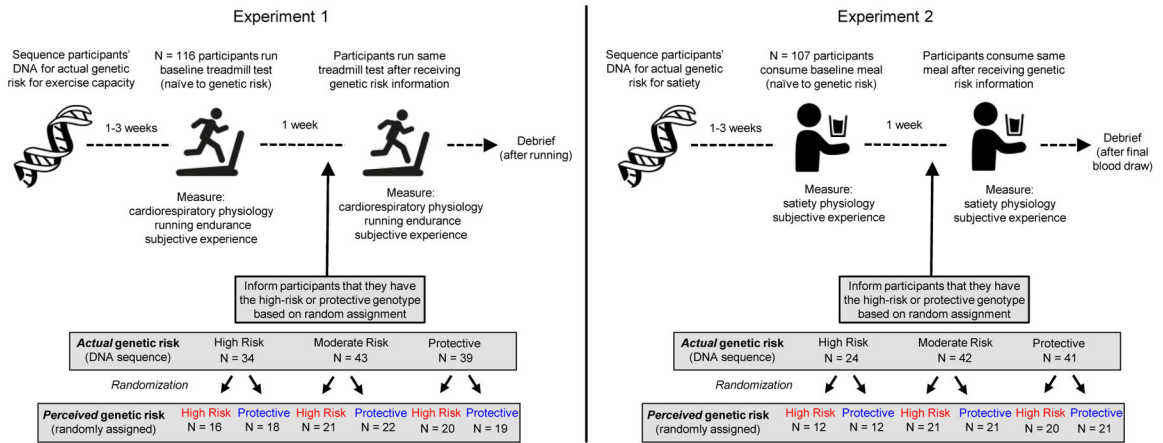 Experiment 1
Sequence participants'
DNA for actual genetic
risk for exercise capacity
N = 116 participants run
baseline treadmill test
(naïve to genetic risk)
Participants run same
treadmill test after receiving
genetic risk information
1-3 weeks
1 week
Debrief
(after running)
Measure:
cardiorespiratory physiology
running endurance
subjective experience
Measure:
cardiorespiratory physiology
running endurance
subjective experience
Inform participants that they have
the high-risk or protective genotype
based on random assignment
Actual genetic risk
(DNA sequence)
High Risk
N = 34
Moderate Risk
N = 43
Protective
N = 39
Randomization
Perceived genetic risk
(randomly assigned)
High Risk
N = 16
Protective
N = 18
High Risk
N = 21
Protective
N = 22
High Risk
N = 20
Protective
N = 19
Experiment 2
Sequence participants'
DNA for actual genetic
risk for satiety
N = 107 participants
consume baseline meal
(naïve to genetic risk)
Participants consume same
meal after receiving genetic
risk information
1-3 weeks
1 week
Debrief
(after final
blood draw)
Measure:
satiety physiology
subjective experience
Measure:
satiety physiology
subjective experience
Inform participants that they have
the high-risk or protective genotype
based on random assignment
Actual genetic risk
(DNA sequence)
High Risk
N = 24
Moderate Risk
N = 42
Protective
N = 41
Randomization
Perceived genetic risk
(randomly assigned)
High Risk
N = 12
Protective
N = 12
High Risk
N = 21
Protective
N = 21
High Risk
N = 20
Protective
N = 21